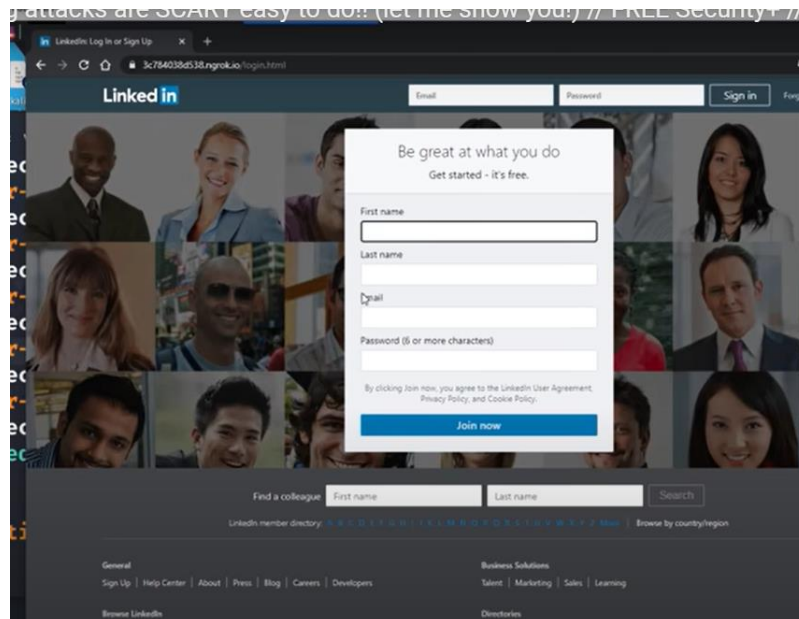 g attacks are SCARY easy to do!! (let me show you!) // FREE Security+ //
LinkedIn: Log In or Sign Up
3c784038d538.ngrok.io/login.html
Linked in
Email
Password
Sign in
Forg
Be great at what you do
Get started - it's free.
First name
Last name
mail
Password (6 or more characters)
By clicking Join now, you agree to the LinkedIn User Agreement,
Privacy Policy, and Cookie Policy.
Join now
Find a colleague
First name
Last name
Search
LinkedIn member directory: A B C D E F G H I J K L M N O P Q R S T U V W X Y Z More | Browse by country/region
General
Business Solutions
Sign Up | Help Center | About | Press | Blog | Careers | Developers
Talent | Marketing | Sales | Learning
Browse LinkedIn
Directories